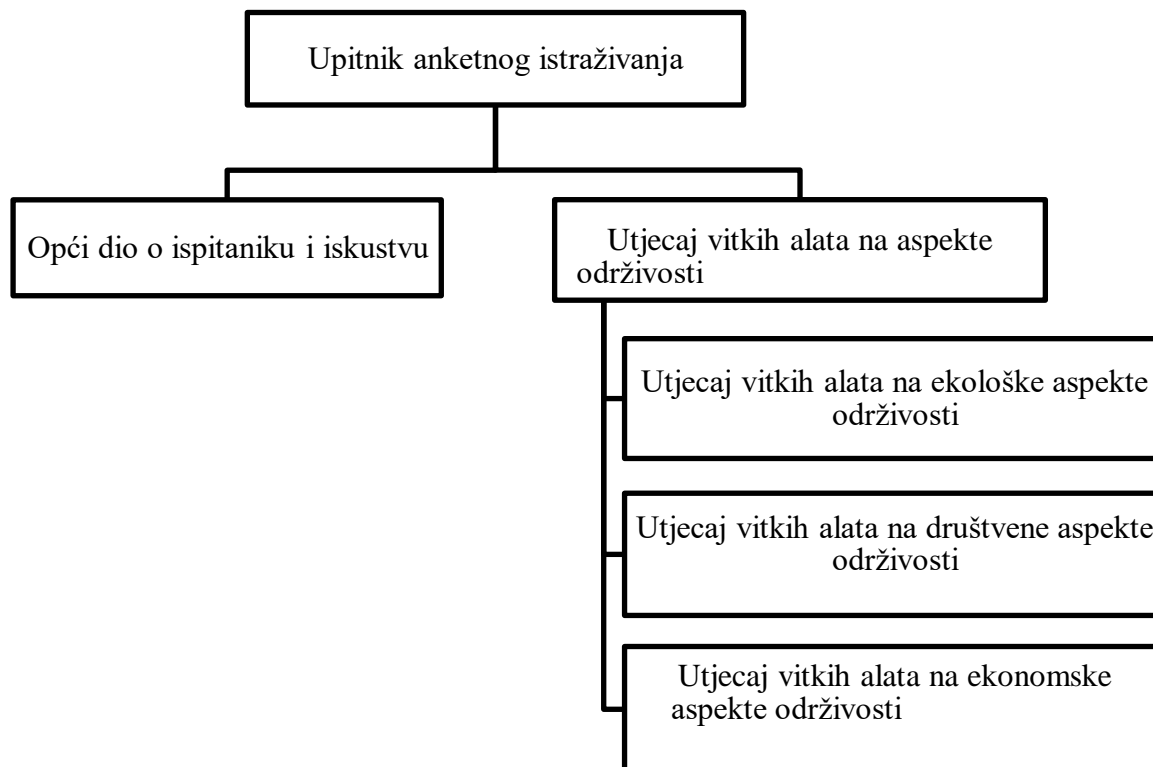 Upitnik anketnog istraživanja
Opći dio o ispitaniku i iskustvu
Utjecaj vitkih alata na aspekte
održivosti
Utjecaj vitkih alata na ekološke aspekte
održivosti
Utjecaj vitkih alata na društvene aspekte
održivosti
Utjecaj vitkih alata na ekonomske
aspekte održivosti